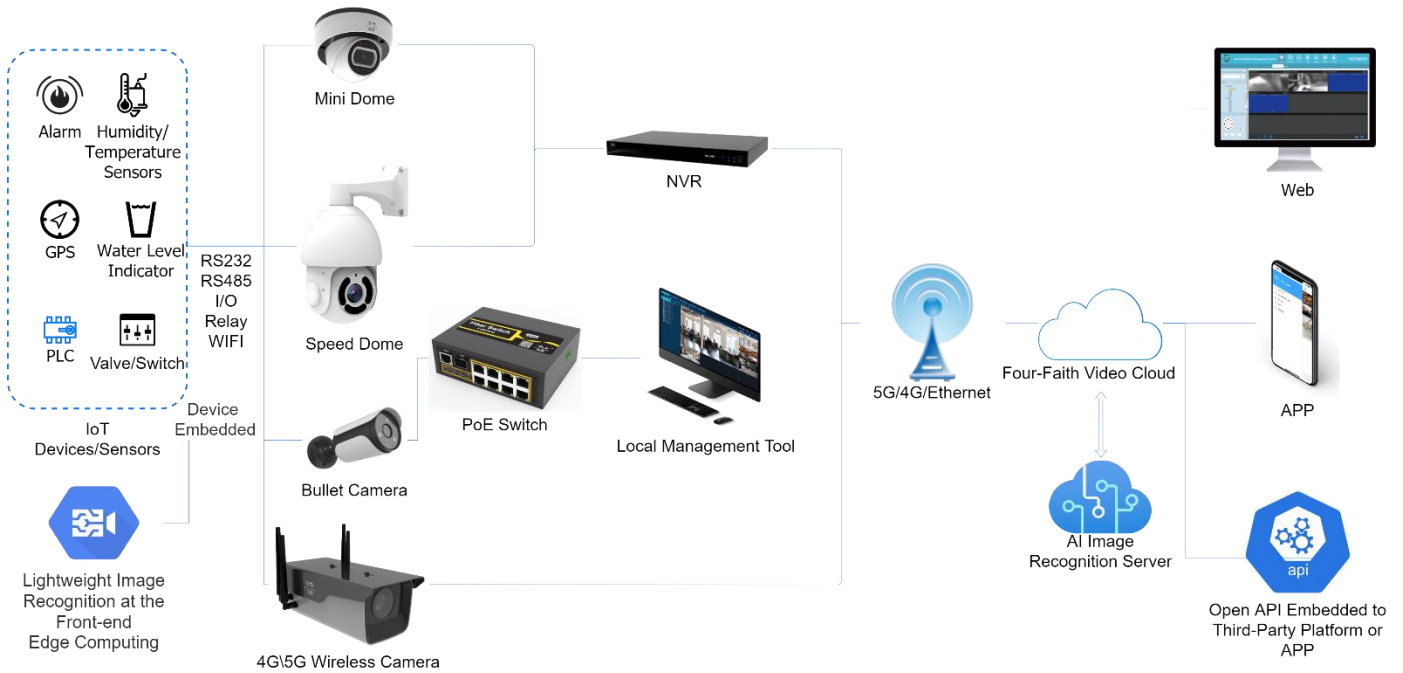 Alarm
Humidity/
Temperature
Sensors
GPS
Water Level
Indicator
PLC
Valve/Switch
IoT
Devices/Sensors
RS232
RS485
I/O
Relay
WIFI
Device
Embedded
Lightweight Image
Recognition at the
Front-end
Edge Computing
Mini Dome
Speed Dome
Bullet Camera
4G\5G Wireless Camera
NVR
PoE Switch
Local Management Tool
5G/4G/Ethernet
Four-Faith Video Cloud
AI Image
Recognition Server
Web
APP
api
Open API Embedded to
Third-Party Platform or
APP